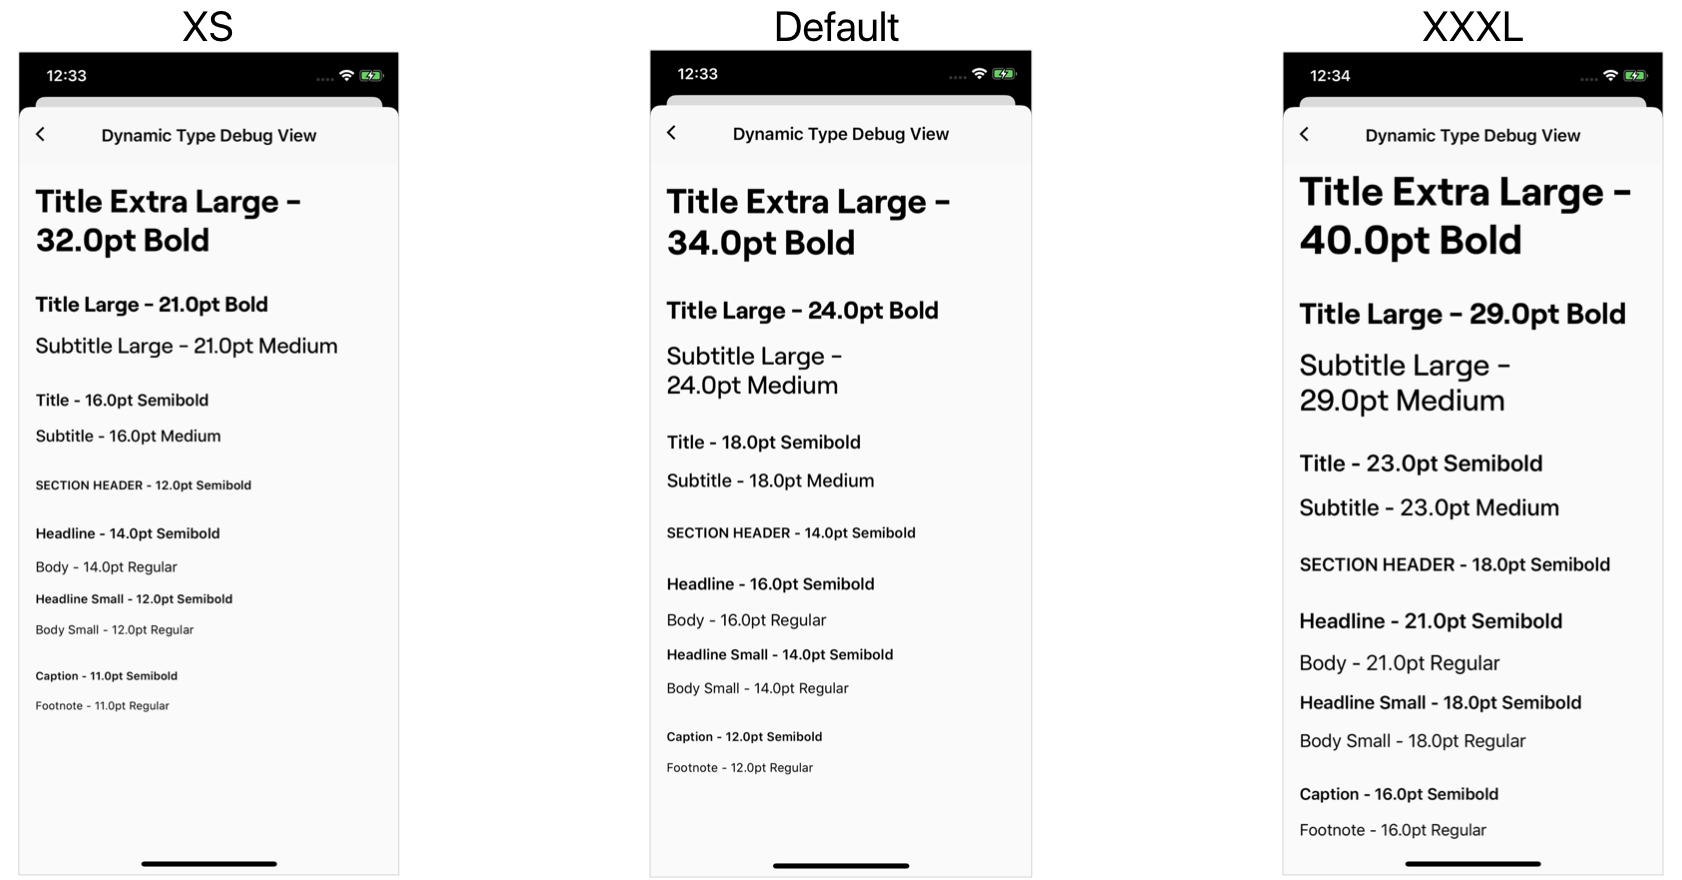 XS
12:33
Dynamic Type Debug View
Title Extra Large -
32.0pt Bold
Title Large - 21.0pt Bold
Subtitle Large - 21.0pt Medium
Title - 16.0pt Semibold
Subtitle - 16.0pt Medium
SECTION HEADER - 12.0pt Semibold
Headline - 14.0pt Semibold
Body - 14.0pt Regular
Headline Small - 12.0pt Semibold
Body Small - 12.0pt Regular
Caption - 11.0pt Semibold
Footnote - 11.0pt Regular
Default
12:33
Dynamic Type Debug View
Title Extra Large -
34.0pt Bold
Title Large - 24.0pt Bold
Subtitle Large -
24.0pt Medium
Title - 18.0pt Semibold
Subtitle - 18.0pt Medium
SECTION HEADER - 14.0pt Semibold
Headline - 16.0pt Semibold
Body - 16.0pt Regular
Headline Small - 14.0pt Semibold
Body Small - 14.0pt Regular
Caption - 12.0pt Semibold
Footnote - 12.0pt Regular
XXXL
12:34
Dynamic Type Debug View
Title Extra Large -
40.0pt Bold
Title Large - 29.0pt Bold
Subtitle Large -
29.0pt Medium
Title - 23.0pt Semibold
Subtitle - 23.0pt Medium
SECTION HEADER - 18.0pt Semibold
Headline - 21.0pt Semibold
Body - 21.0pt Regular
Headline Small - 18.0pt Semibold
Body Small - 18.0pt Regular
Caption - 16.0pt Semibold
Footnote - 16.0pt Regular